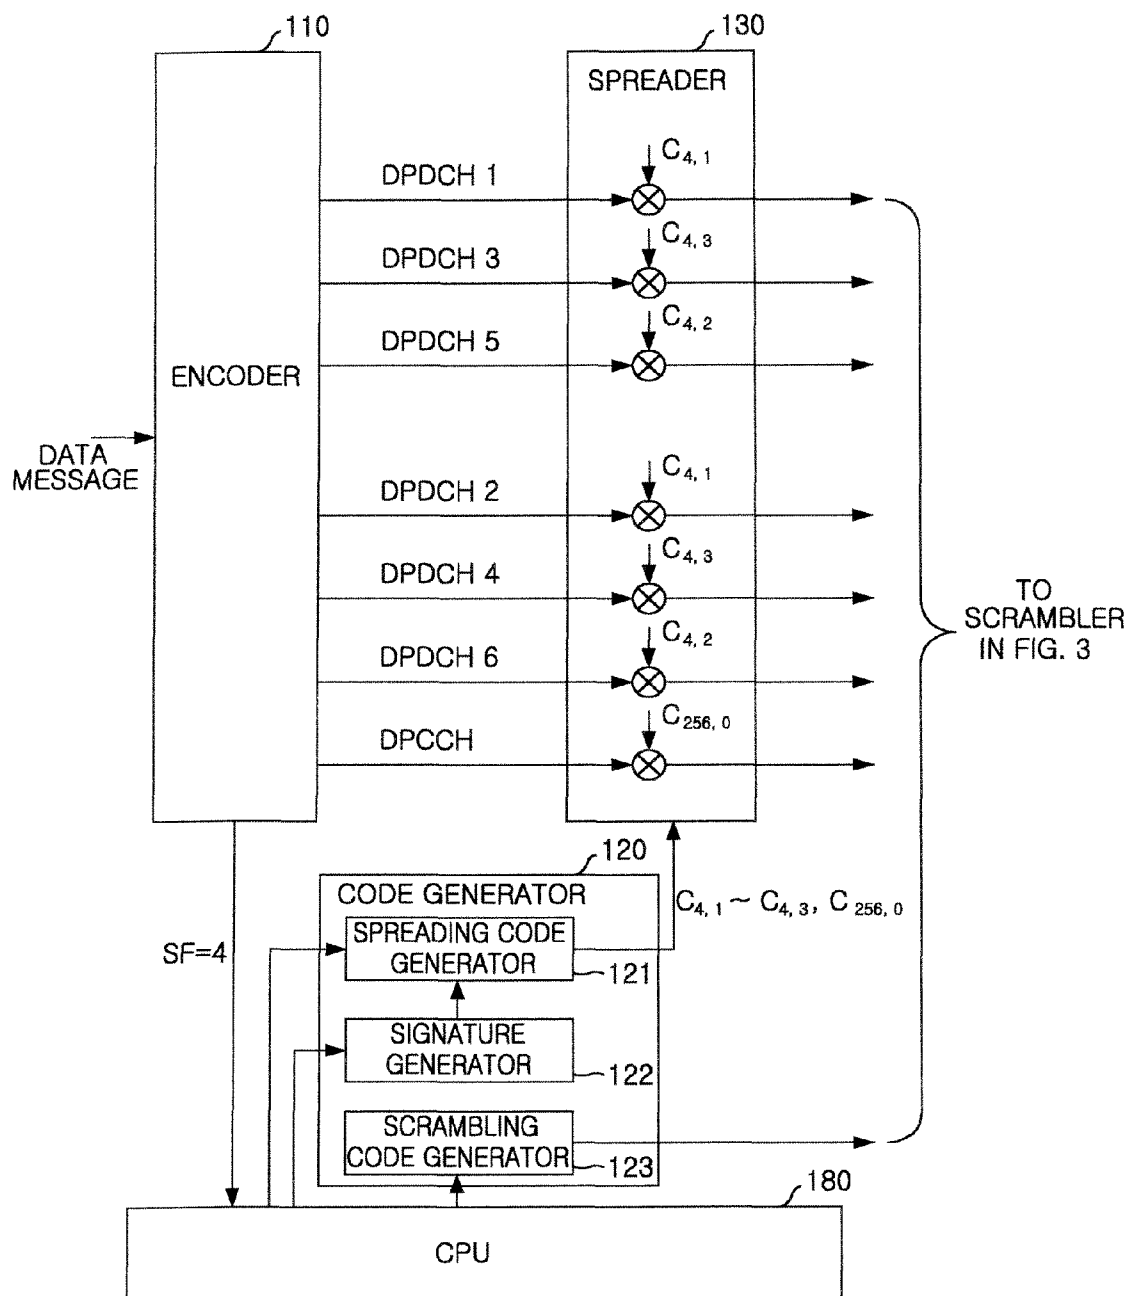 110
130
SPREADER
C4, 1
DPDCH 1
C4, 3
DPDCH 3
C4, 2
DPDCH 5
ENCODER
DATA
MESSAGE
C4, 1
DPDCH 2
C4, 3
DPDCH 4
C4, 2
DPDCH 6
C256, 0
DPCCH
TO
SCRAMBLER
IN FIG. 3
120
CODE GENERATOR
C4, 1 ~ C4, 3, C256, 0
SF=4
SPREADING CODE
GENERATOR
121
SIGNATURE
GENERATOR
122
SCRAMBLING
CODE GENERATOR
123
180
CPU